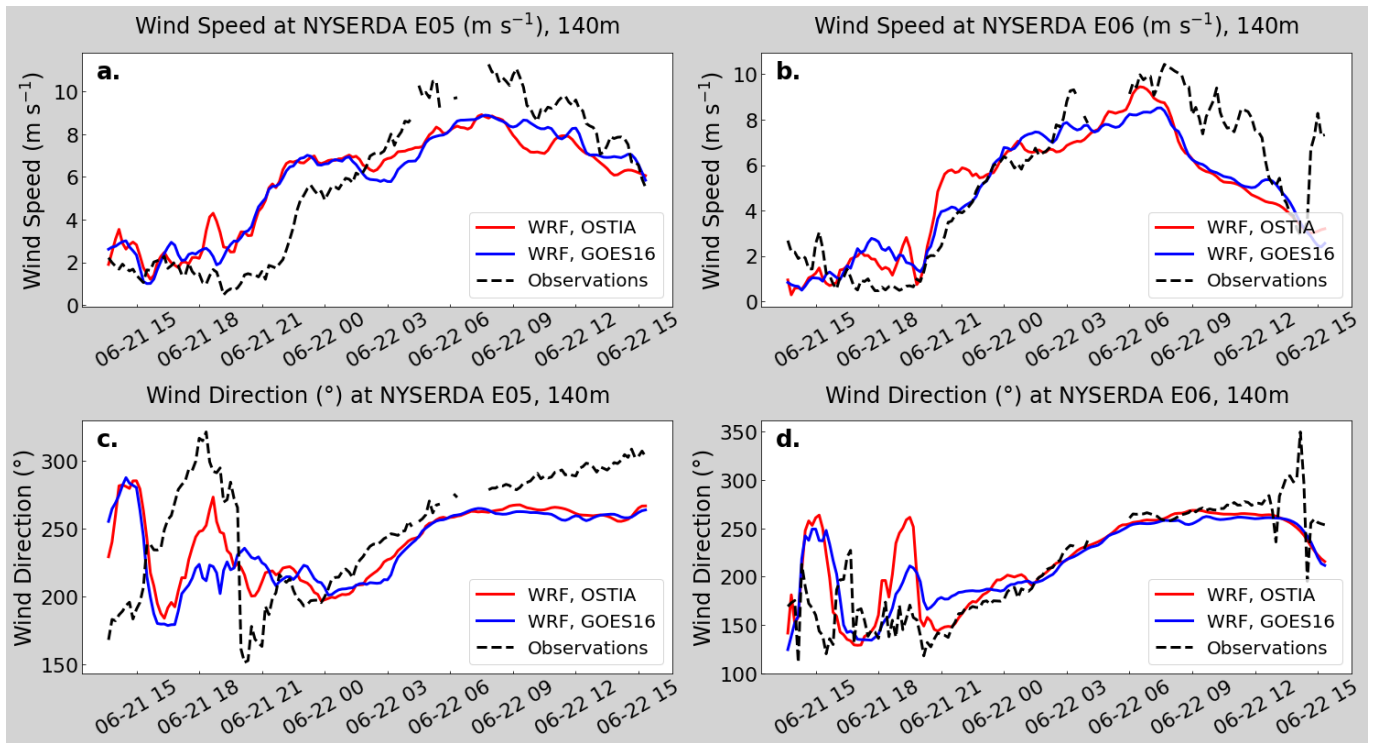 Wind Speed at NYSERDA E05 (m s⁻¹), 140m
a.
Wind Speed (m s⁻¹)
10
8
6
4
2
0
WRF, OSTIA
WRF, GOES16
Observations
06-21 15
06-21 18
06-21 21
06-22 00
06-22 03
06-22 06
06-22 09
06-22 12
06-22 15
Wind Speed at NYSERDA E06 (m s⁻¹), 140m
b.
Wind Speed (m s⁻¹)
10
8
6
4
2
0
WRF, OSTIA
WRF, GOES16
Observations
06-21 15
06-21 18
06-21 21
06-22 00
06-22 03
06-22 06
06-22 09
06-22 12
06-22 15
Wind Direction (°) at NYSERDA E05, 140m
c.
Wind Direction (°)
300
250
200
150
WRF, OSTIA
WRF, GOES16
Observations
06-21 15
06-21 18
06-21 21
06-22 00
06-22 03
06-22 06
06-22 09
06-22 12
06-22 15
Wind Direction (°) at NYSERDA E06, 140m
d.
Wind Direction (°)
350
300
250
200
150
100
WRF, OSTIA
WRF, GOES16
Observations
06-21 15
06-21 18
06-21 21
06-22 00
06-22 03
06-22 06
06-22 09
06-22 12
06-22 15